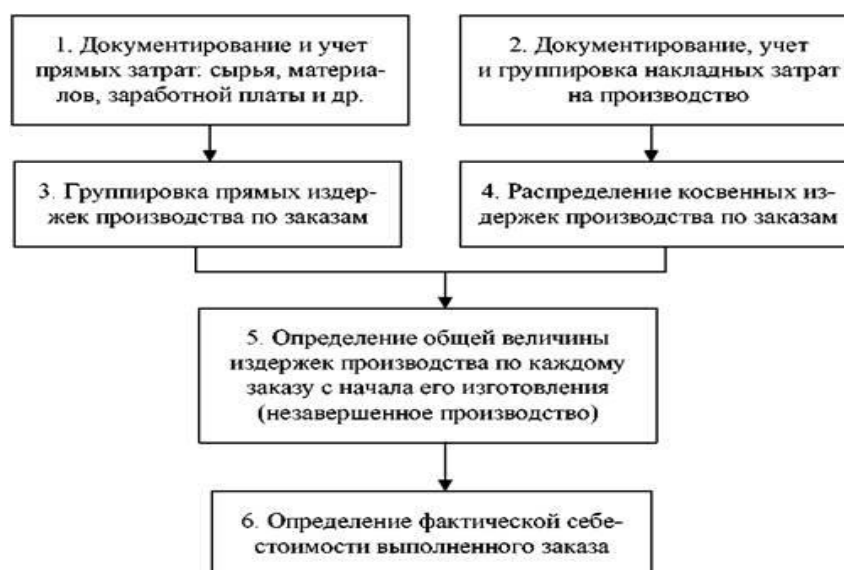 1. Документирование и учет
прямых затрат: сырья, материа-
лов, заработной платы и др.
2. Документирование, учет
и группировка накладных затрат
на производство
3. Группировка прямых издер-
жек производства по заказам
4. Распределение косвенных из-
держек производства по заказам
5. Определение общей величины
издержек производства по каждому
заказу с начала его изготовления
(незавершенное производство)
6. Определение фактической себе-
стоимости выполненного заказа